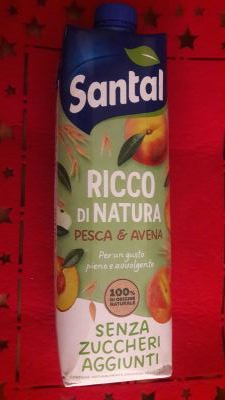 Santal
RICCO
DI NATURA
PESCA & AVENA
Per un gusto
pieno e avvolgente
100%
DI ORIGINE
NATURALE
SENZA
ZUCCHERI
AGGIUNTI